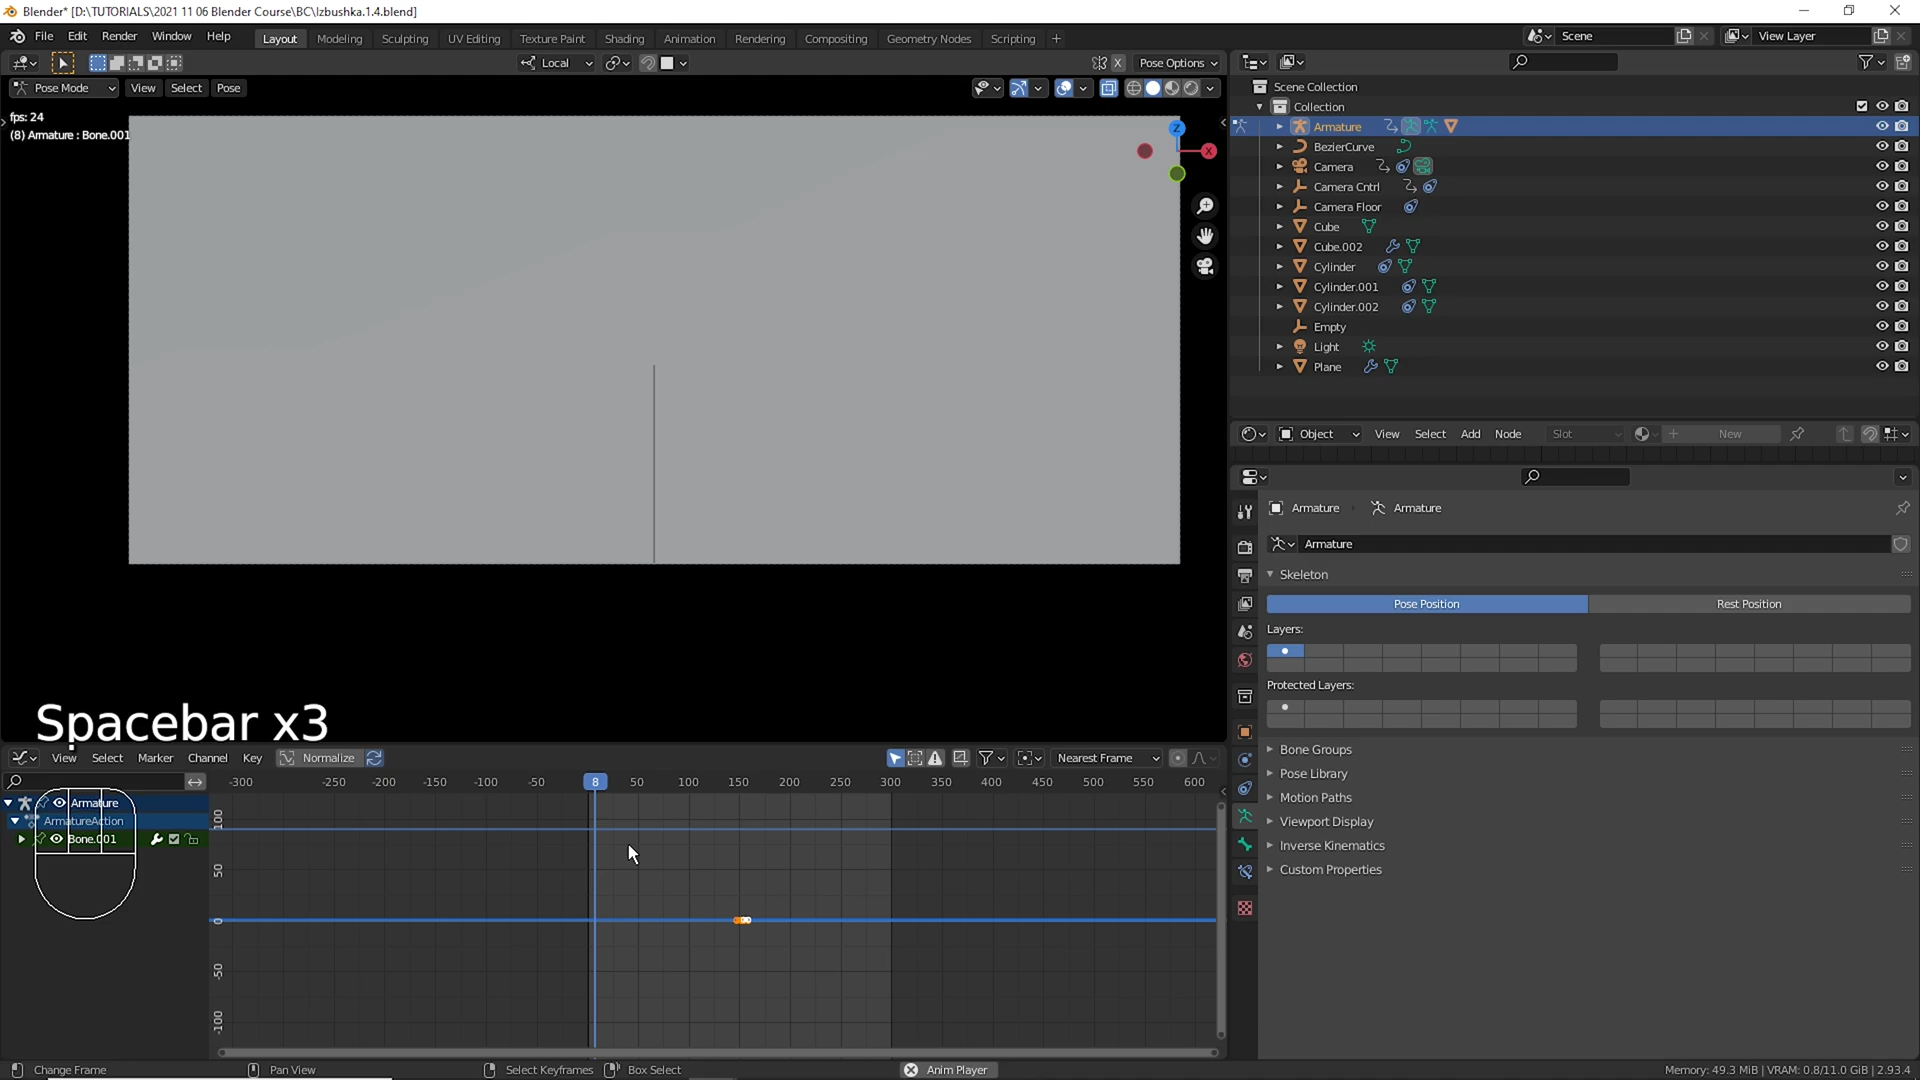 Blender* [D:\TUTORIALS\2021 11 06 Blender Course\BC\Izbushka.1.4.blend]
File Edit Render Window Help Layout Modeling Sculpting UV Editing Texture Paint Shading Animation Rendering Compositing Geometry Nodes Scripting + Scene View Layer
Local X Pose Options
Pose Mode View Select Pose
fps: 24
(8) Armature : Bone.001
Z
X
Scene Collection
Collection
Armature
BezierCurve
Camera
Camera Cntrl
Camera Floor
Cube
Cube.002
Cylinder
Cylinder.001
Cylinder.002
Empty
Light
Plane
Object View Select Add Node Slot New
Armature Armature
Armature
Skeleton
Pose Position Rest Position
Layers:
Protected Layers:
Bone Groups
Pose Library
Motion Paths
Viewport Display
Inverse Kinematics
Custom Properties
Spacebar x3
View Select Marker Channel Key Normalize Nearest Frame
-300 -250 -200 -150 -100 -50 8 50 100 150 200 250 300 350 400 450 500 550 600
Armature
ArmatureAction
Bone.001
100
50
0
-50
-100
Change Frame Pan View Select Keyframes Box Select Anim Player Memory: 49.3 MiB | VRAM: 0.8/11.0 GiB | 2.93.4